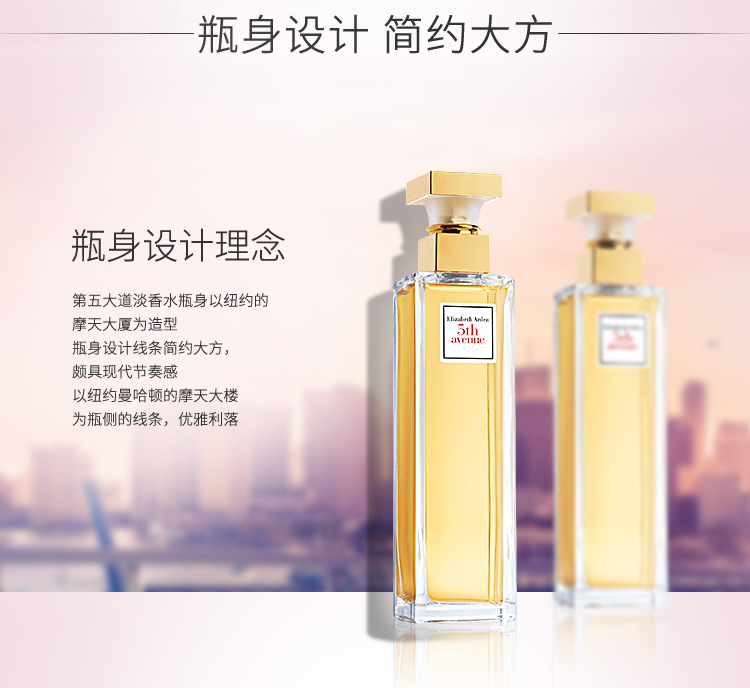 瓶身设计 简约大方
瓶身设计理念
第五大道淡香水瓶身以纽约的
摩天大厦为造型
瓶身设计线条简约大方，
颇具现代节奏感
以纽约曼哈顿的摩天大楼
为瓶侧的线条，优雅利落
Elizabeth Arden
5th
avenue
5th
avenue